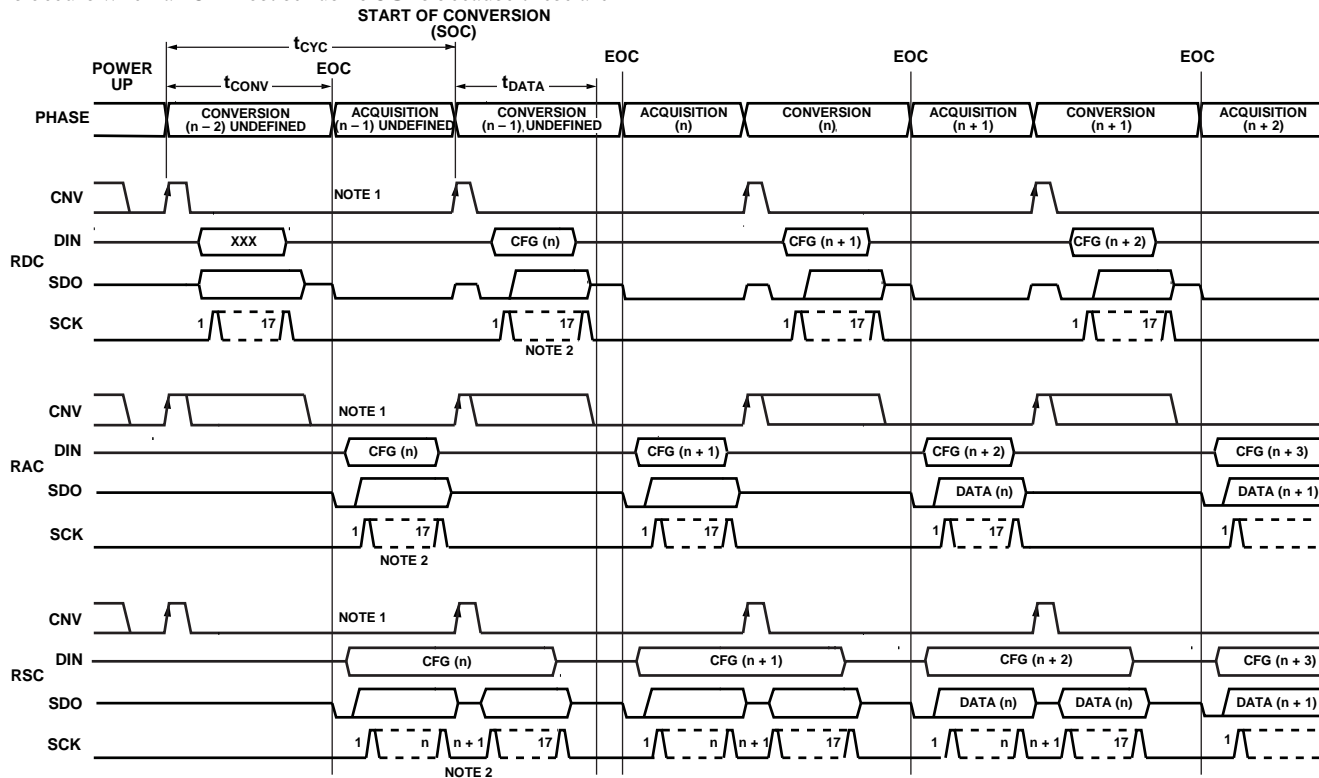 START OF CONVERSION
(SOC)
tCYC
POWER
UP
EOC
EOC
EOC
EOC
tCONV
tDATA
PHASE
CONVERSION
(n – 2) UNDEFINED
ACQUISITION
(n – 1) UNDEFINED
CONVERSION
(n – 1) UNDEFINED
ACQUISITION
(n)
CONVERSION
(n)
ACQUISITION
(n + 1)
CONVERSION
(n + 1)
ACQUISITION
(n + 2)
CNV
NOTE 1
RDC
DIN
XXX
CFG (n)
CFG (n + 1)
CFG (n + 2)
SDO
SCK
1 17
1 17
1 17
1 17
NOTE 2
CNV
NOTE 1
RAC
DIN
CFG (n)
CFG (n + 1)
CFG (n + 2)
CFG (n + 3)
SDO
DATA (n)
DATA (n + 1)
SCK
1 17
1 17
1 17
1
NOTE 2
CNV
NOTE 1
RSC
DIN
CFG (n)
CFG (n + 1)
CFG (n + 2)
CFG (n + 3)
SDO
DATA (n)
DATA (n)
DATA (n + 1)
SCK
1 n n + 1 17
1 n n + 1 17
1 n n + 1 17
1
NOTE 2